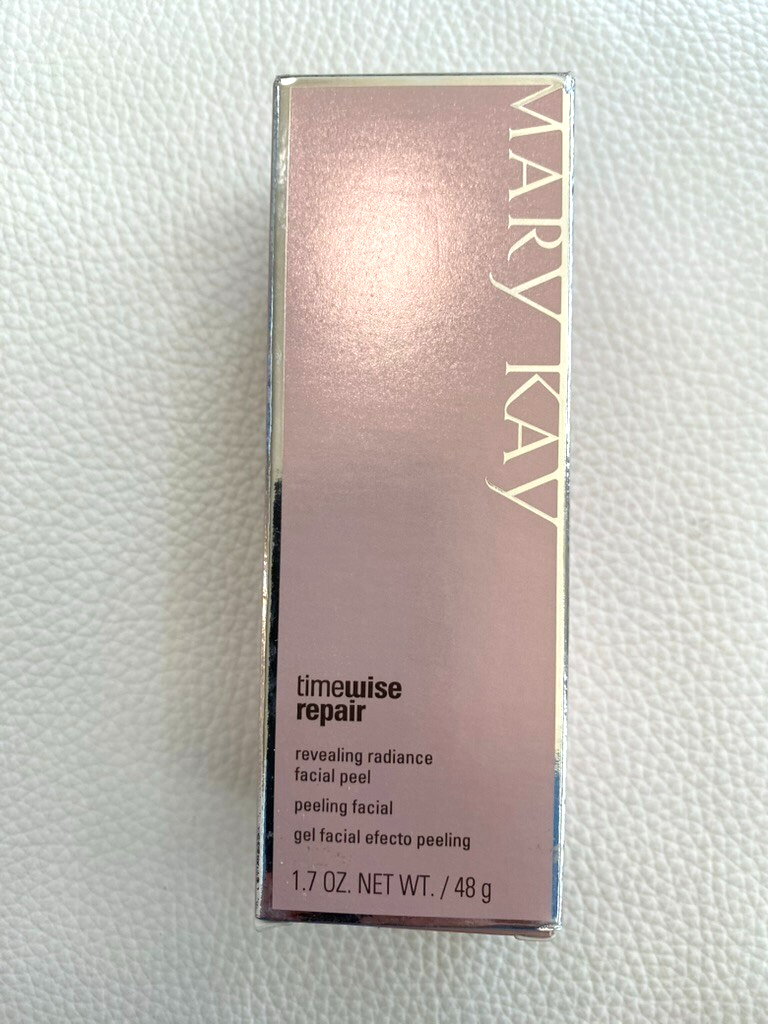 MARY KAY
timewise
repair
revealing radiance
facial peel
peeling facial
gel facial efecto peeling
1.7 OZ. NET WT. / 48 g